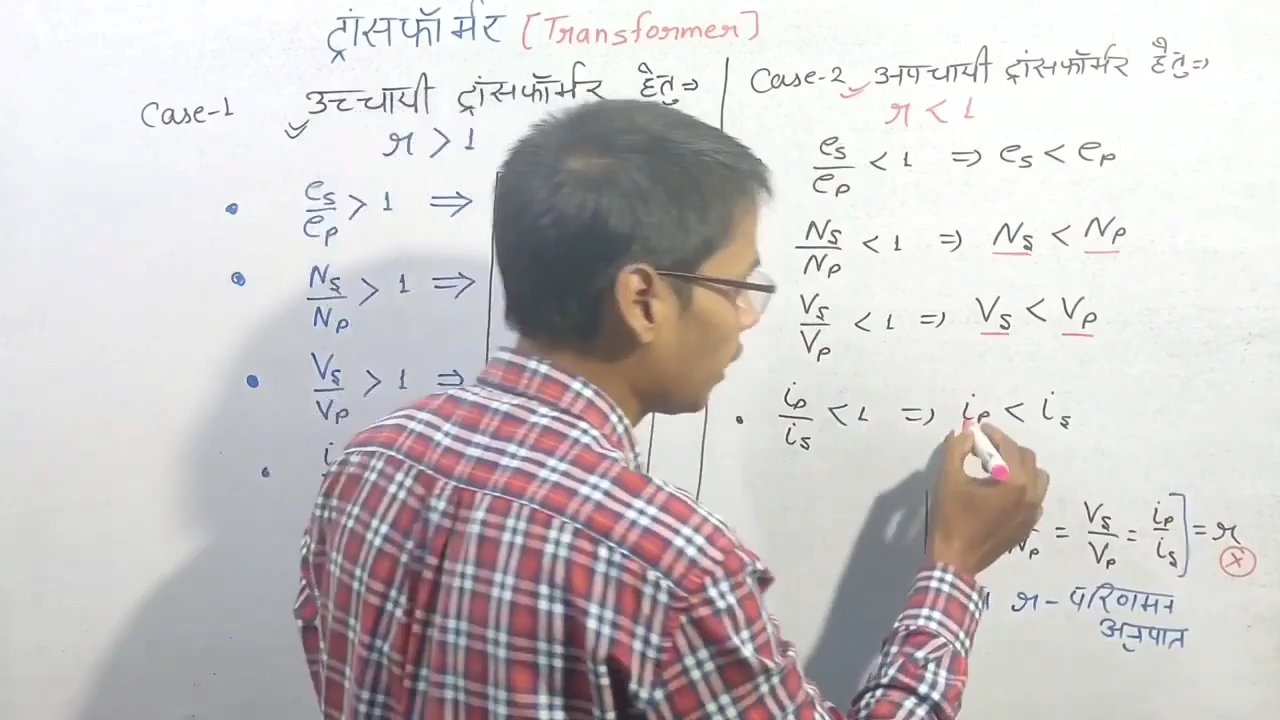 ट्रांसफॉर्मर [Transformer]
Case-1 उच्चायी ट्रांसफॉर्मर हेतु⇒
r > 1
es/ep > 1 ⇒
Ns/Np > 1 ⇒
Vs/Vp > 1 ⇒
i
Case-2 अपचायी ट्रांसफॉर्मर हेतु⇒
r < 1
es/ep < 1 ⇒ es < ep
Ns/Np < 1 ⇒ Ns < Np
Vs/Vp < 1 ⇒ Vs < Vp
ip/is < 1 ⇒ ip < is
Np = Vs/Vp = ip/is] = r
r - परिणमन
अनुपात